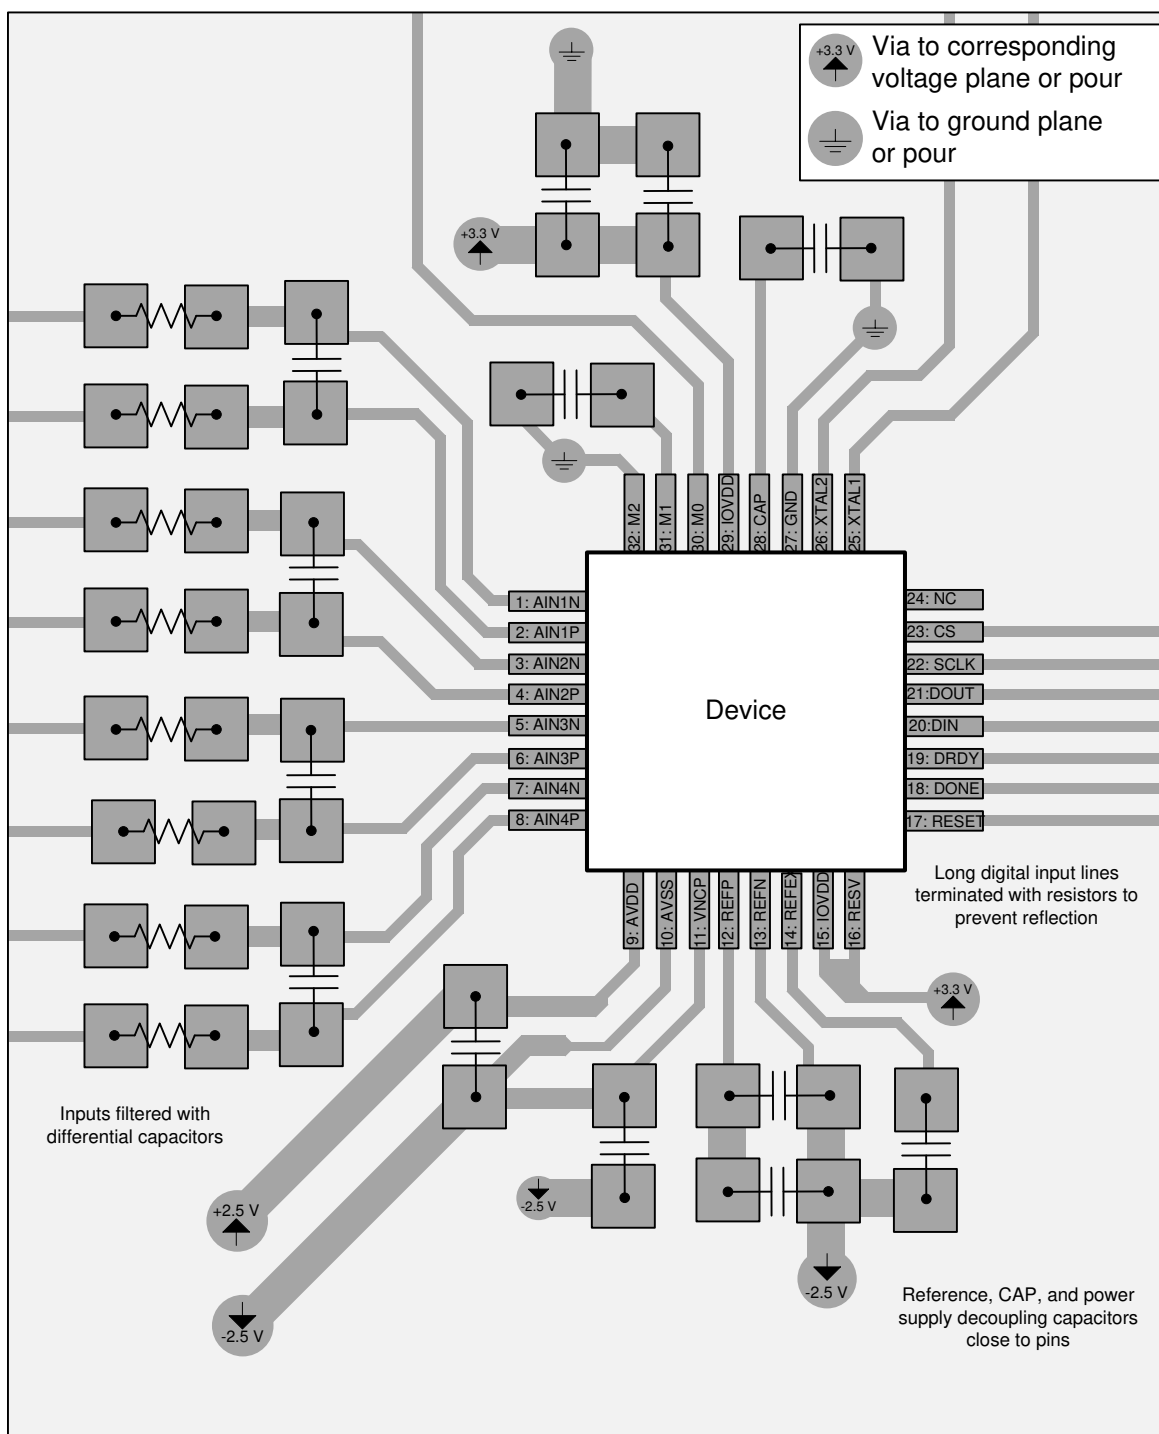 +3.3 V
Via to corresponding
voltage plane or pour
Via to ground plane
or pour
+3.3 V
32: M2
31: M1
30: M0
29: IOVDD
28: CAP
27: GND
26: XTAL2
25: XTAL1
1: AIN1N
2: AIN1P
3: AIN2N
4: AIN2P
5: AIN3N
6: AIN3P
7: AIN4N
8: AIN4P
Device
24: NC
23: CS
22: SCLK
21:DOUT
20:DIN
19: DRDY
18: DONE
17: RESET
9: AVDD
10: AVSS
11: VNCP
12: REFP
13: REFN
14: REFEX
15: IOVDD
16: RESV
Long digital input lines
terminated with resistors to
prevent reflection
+3.3 V
Inputs filtered with
differential capacitors
+2.5 V
-2.5 V
-2.5 V
-2.5 V
Reference, CAP, and power
supply decoupling capacitors
close to pins